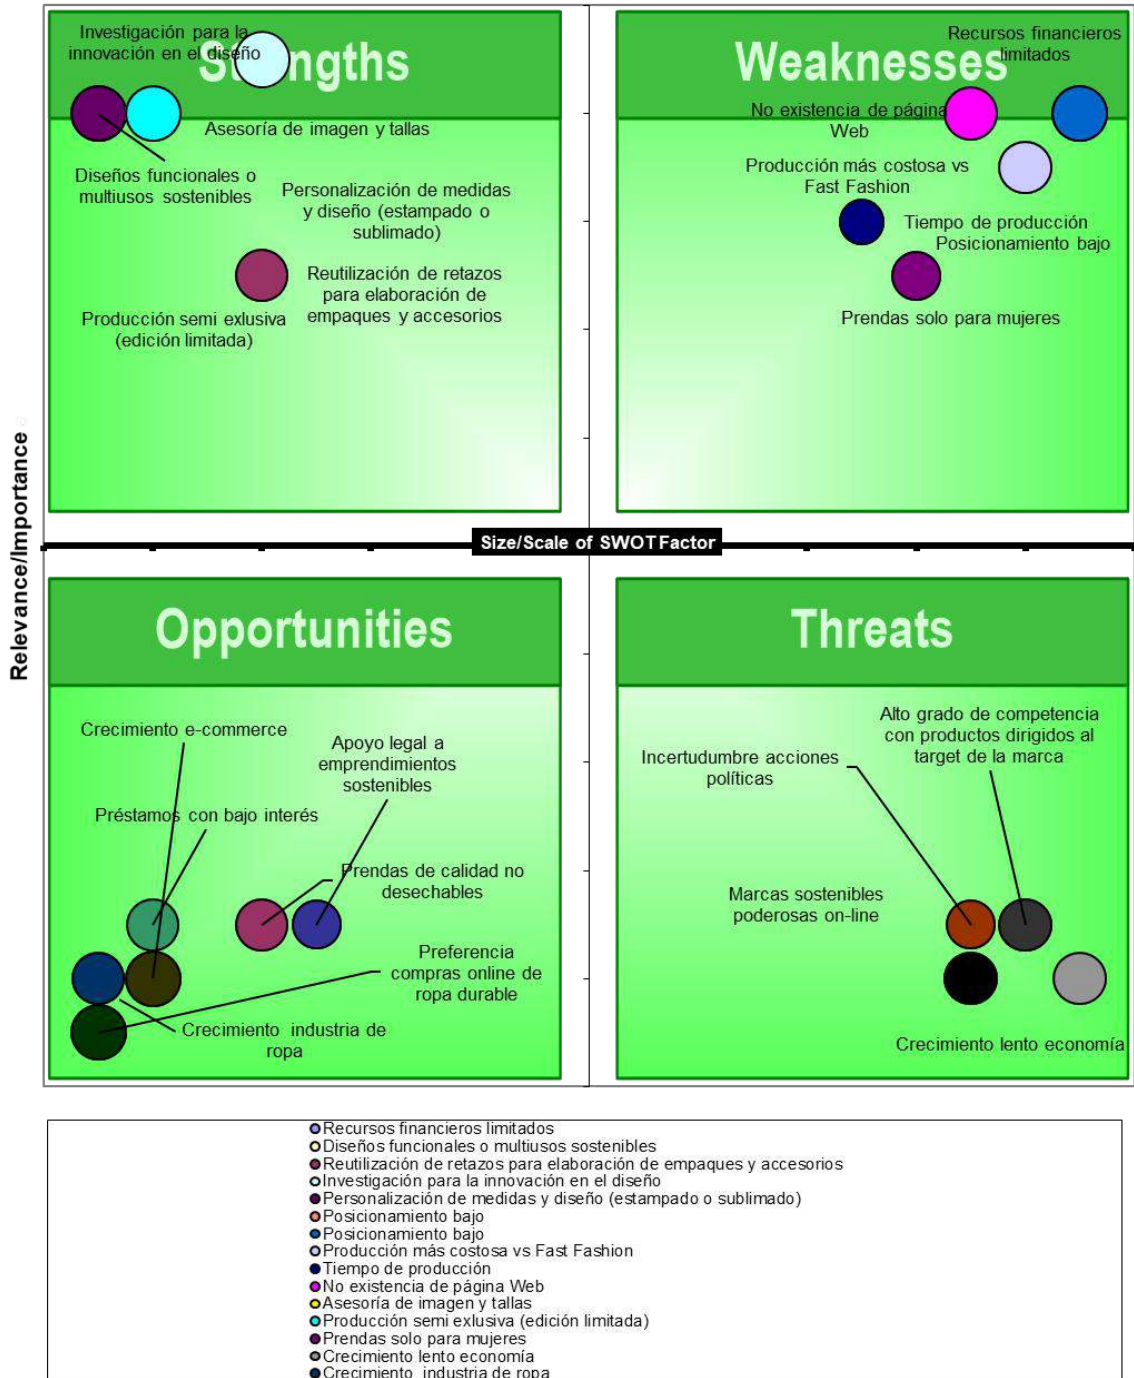 Strengths
Investigación para la
innovación en el diseño
Asesoría de imagen y tallas
Diseños funcionales o
multiusos sostenibles
Personalización de medidas
y diseño (estampado o
sublimado)
Reutilización de retazos
para elaboración de
empaques y accesorios
Producción semi exlusiva
(edición limitada)
Weaknesses
Recursos financieros
limitados
No existencia de página
Web
Producción más costosa vs
Fast Fashion
Tiempo de producción
Posicionamiento bajo
Prendas solo para mujeres
Relevance/Importance
Size/Scale of SWOT Factor
Opportunities
Crecimiento e-commerce
Apoyo legal a
emprendimientos
sostenibles
Préstamos con bajo interés
Prendas de calidad no
desechables
Preferencia
compras online de
ropa durable
Crecimiento industria de
ropa
Threats
Alto grado de competencia
con productos dirigidos al
target de la marca
Incertudumbre acciones
políticas
Marcas sostenibles
poderosas on-line
Crecimiento lento economía
Recursos financieros limitados
Diseños funcionales o multiusos sostenibles
Reutilización de retazos para elaboración de empaques y accesorios
Investigación para la innovación en el diseño
Personalización de medidas y diseño (estampado o sublimado)
Posicionamiento bajo
Posicionamiento bajo
Producción más costosa vs Fast Fashion
Tiempo de producción
No existencia de página Web
Asesoría de imagen y tallas
Producción semi exlusiva (edición limitada)
Prendas solo para mujeres
Crecimiento lento economía
Crecimiento industria de ropa